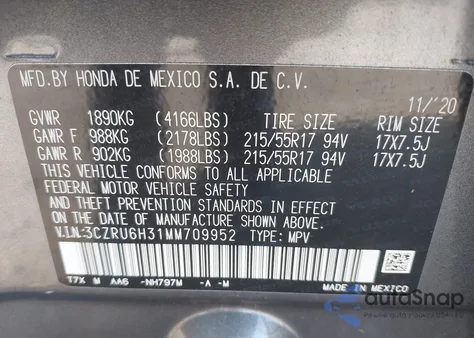 MFD.BY HONDA DE MEXICO S.A. DE C.V.
11/'20
GVWR 1890KG (4166LBS) TIRE SIZE RIM SIZE
GAWR F 988KG (2178LBS) 215/55R17 94V 17X7.5J
GAWR R 902KG (1988LBS) 215/55R17 94V 17X7.5J
THIS VEHICLE CONFORMS TO ALL APPLICABLE
FEDERAL MOTOR VEHICLE SAFETY
AND THEFT PREVENTION STANDARDS IN EFFECT
ON THE DATE OF MANUFACTURE SHOWN ABOVE.
V.I.N:3CZRU6H31MM709952 TYPE: MPV
T7X M AA6 -NH797M -A -M
MADE IN MEXICO
autoSnap